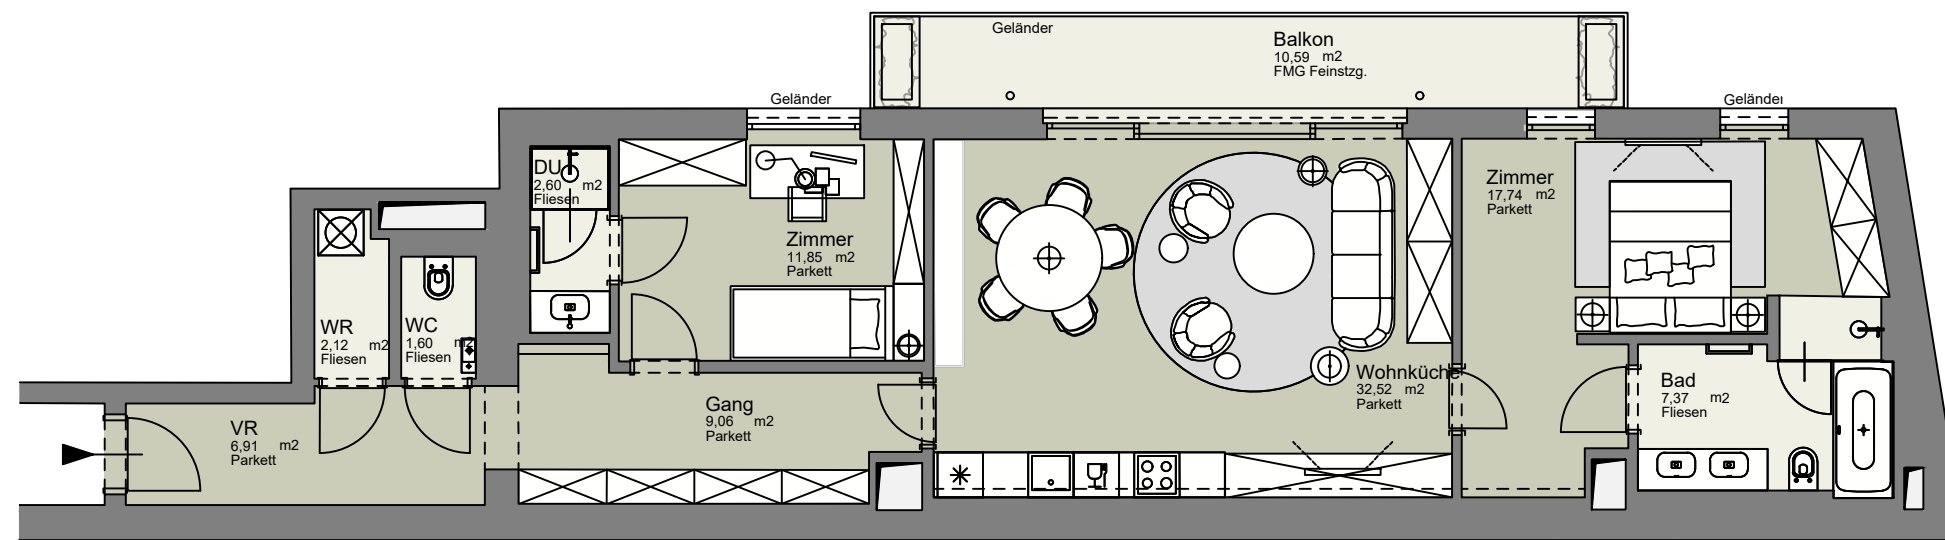 Geländer
Balkon
10,59 m2
FMG Feinstzg.
Geländer
Geländer
DU
2,60 m2
Fliesen
Zimmer
11,85 m2
Parkett
Zimmer
17,74 m2
Parkett
WR
2,12 m2
Fliesen
WC
1,60 m2
Fliesen
Wohnküche
32,52 m2
Parkett
Bad
7,37 m2
Fliesen
Gang
9,06 m2
Parkett
VR
6,91 m2
Parkett